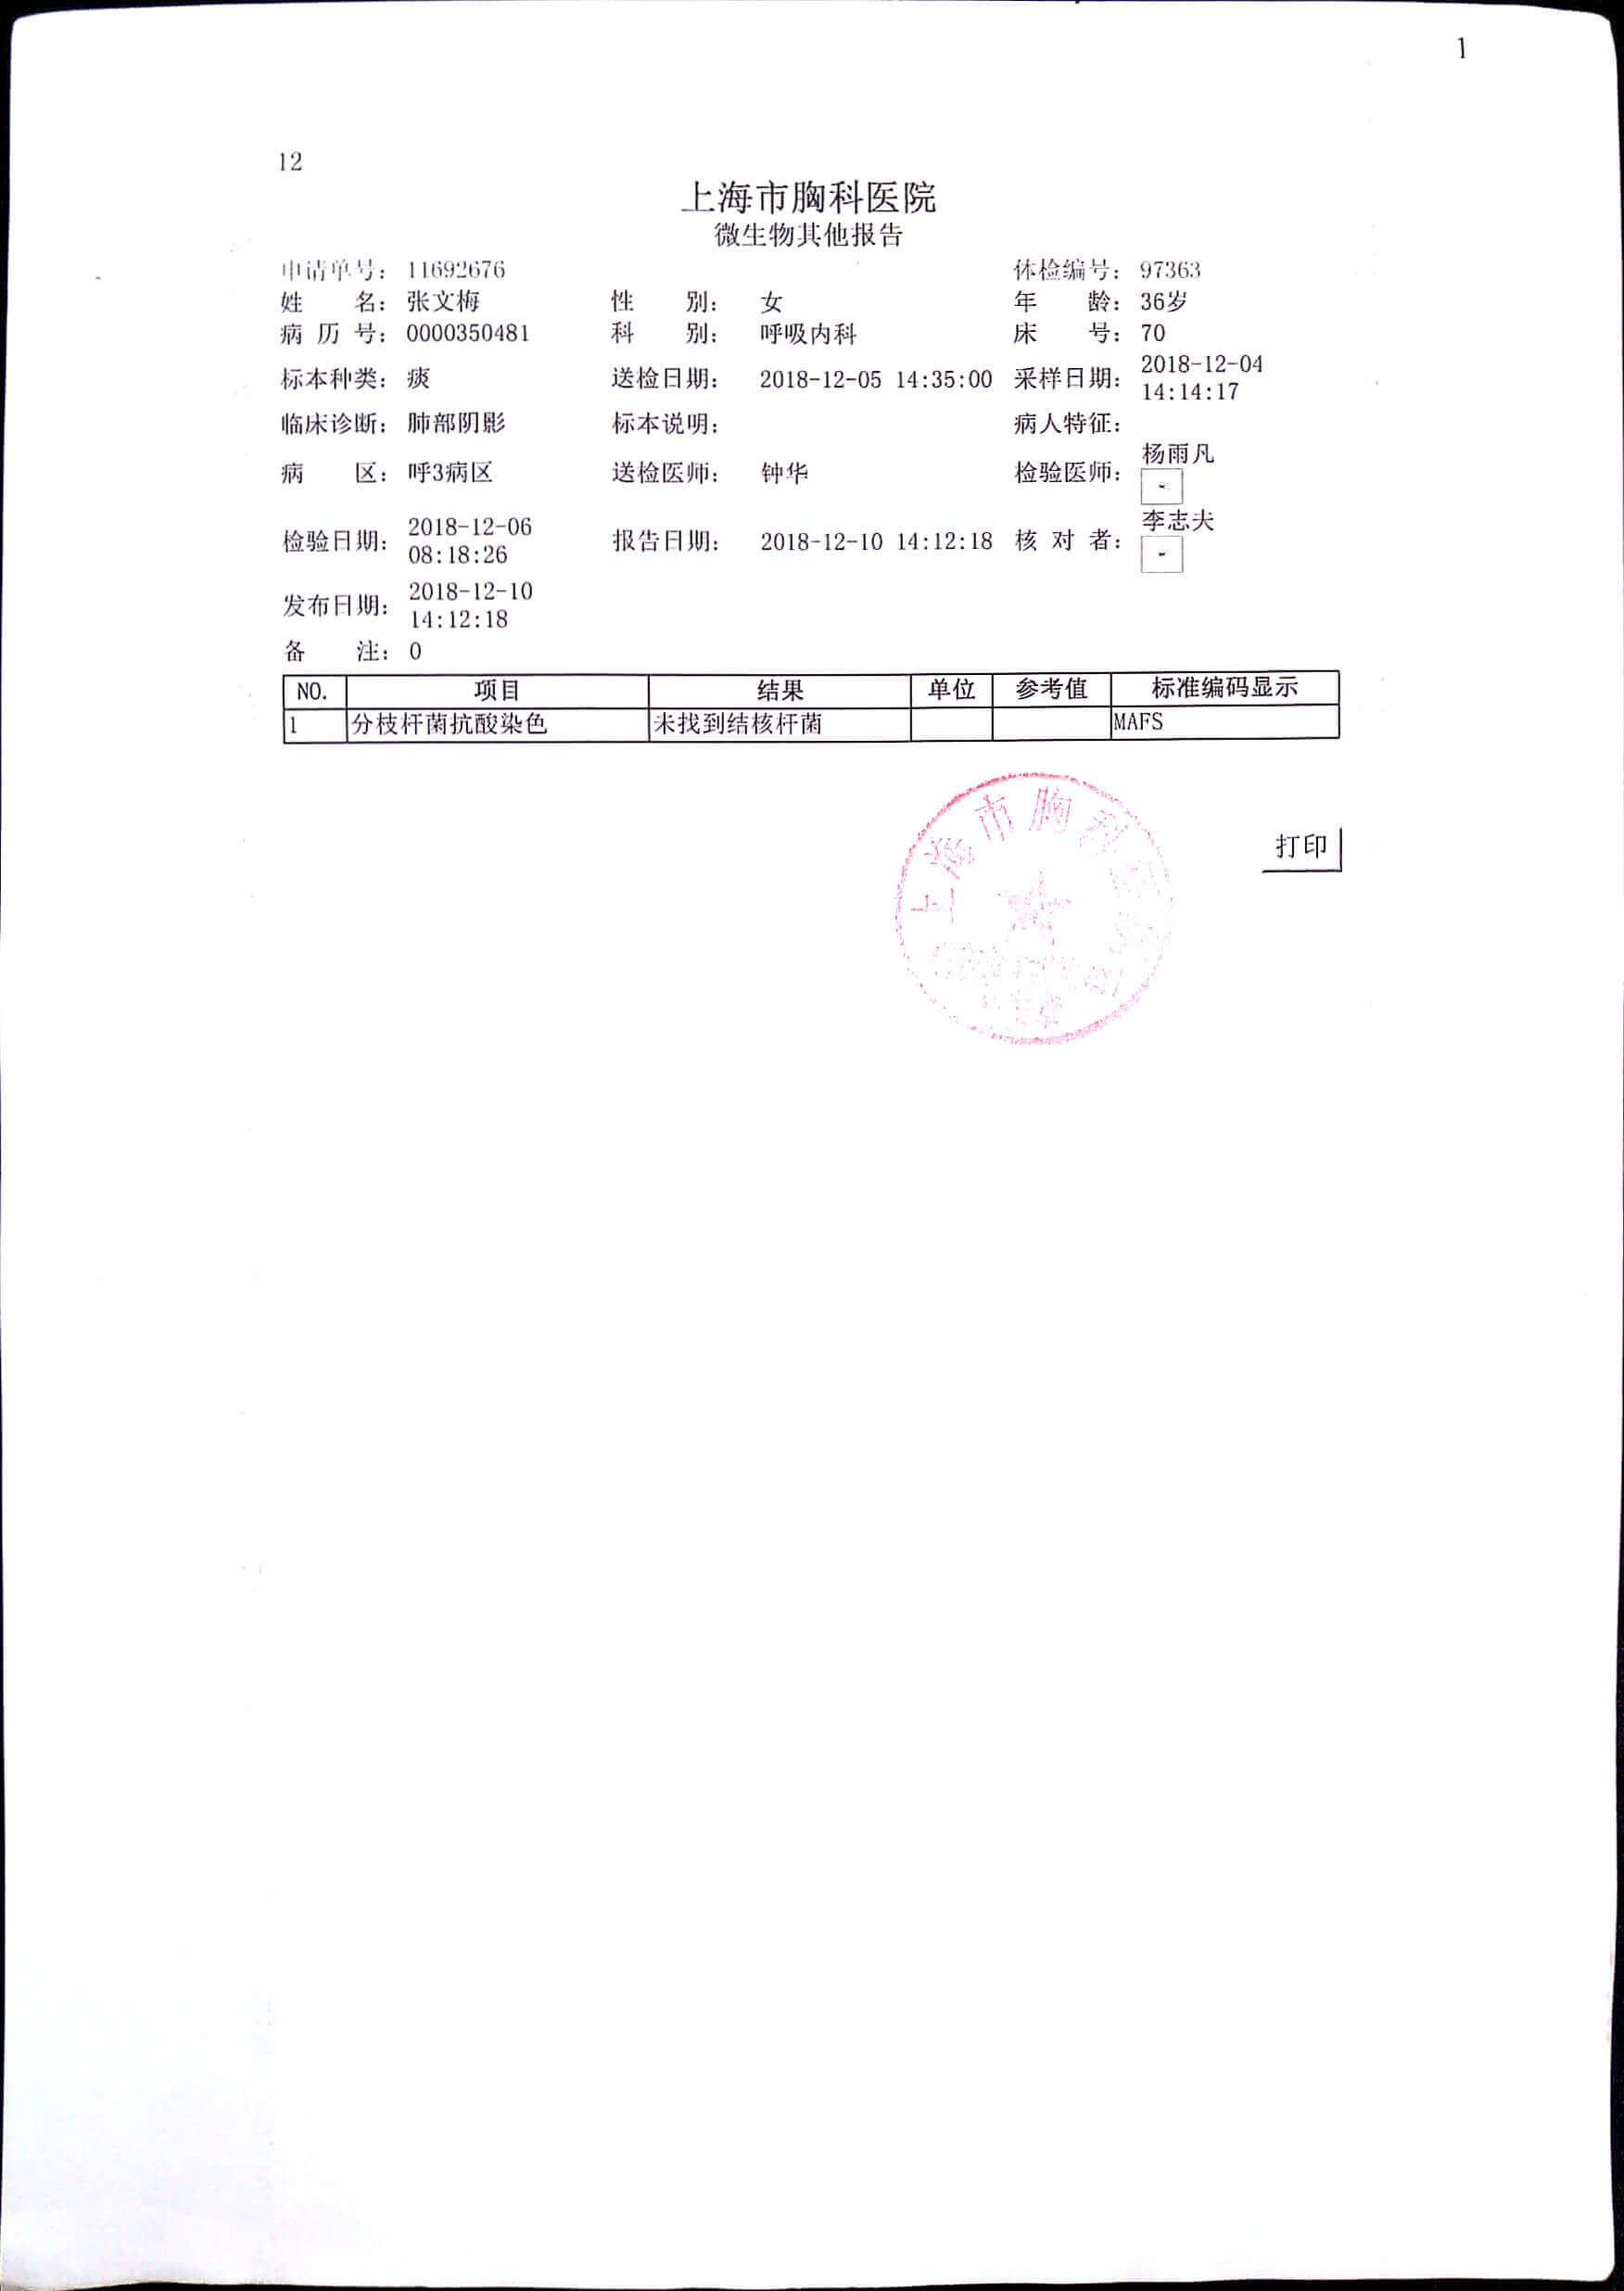 1
12
上海市胸科医院
微生物其他报告
申请单号: 11692676 体检编号: 97363
姓 名: 张文梅 性 别: 女 年 龄: 36岁
病 历 号: 0000350481 科 别: 呼吸内科 床 号: 70
标本种类: 痰 送检日期: 2018-12-05 14:35:00 采样日期: 2018-12-04 14:14:17
临床诊断: 肺部阴影 标本说明: 病人特征:
病 区: 呼3病区 送检医师: 钟华 检验医师: 杨雨凡
检验日期: 2018-12-06 08:18:26 报告日期: 2018-12-10 14:12:18 核 对 者: 李志夫
发布日期: 2018-12-10 14:12:18
备 注: 0
NO. 项目 结果 单位 参考值 标准编码显示
1 分枝杆菌抗酸染色 未找到结核杆菌 MAFS
上海市胸科医院
打印